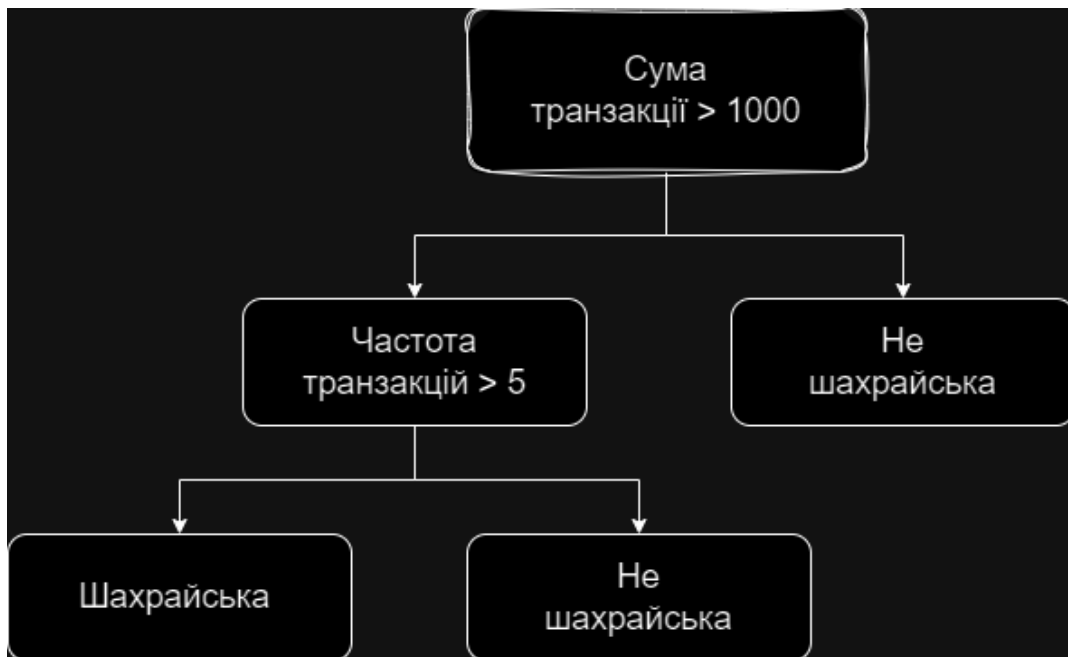 Сума
транзакції > 1000
Частота
транзакцій > 5
Не
шахрайська
Шахрайська
Не
шахрайська